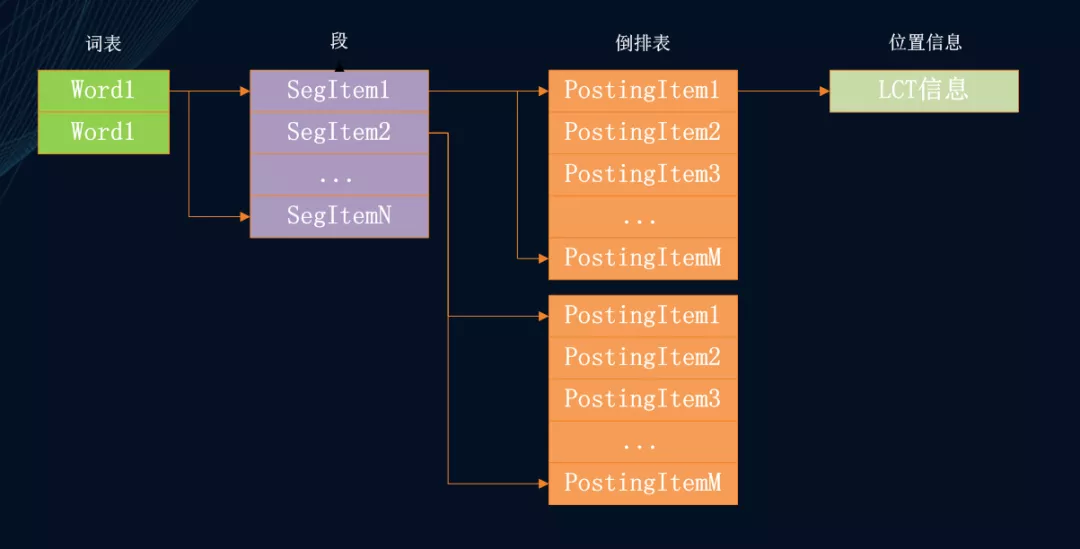 词表
段
倒排表
位置信息
Word1
Word1
SegItem1
SegItem2
...
SegItemN
PostingItem1
PostingItem2
PostingItem3
...
PostingItemM
LCT信息
PostingItem1
PostingItem2
PostingItem3
...
PostingItemM